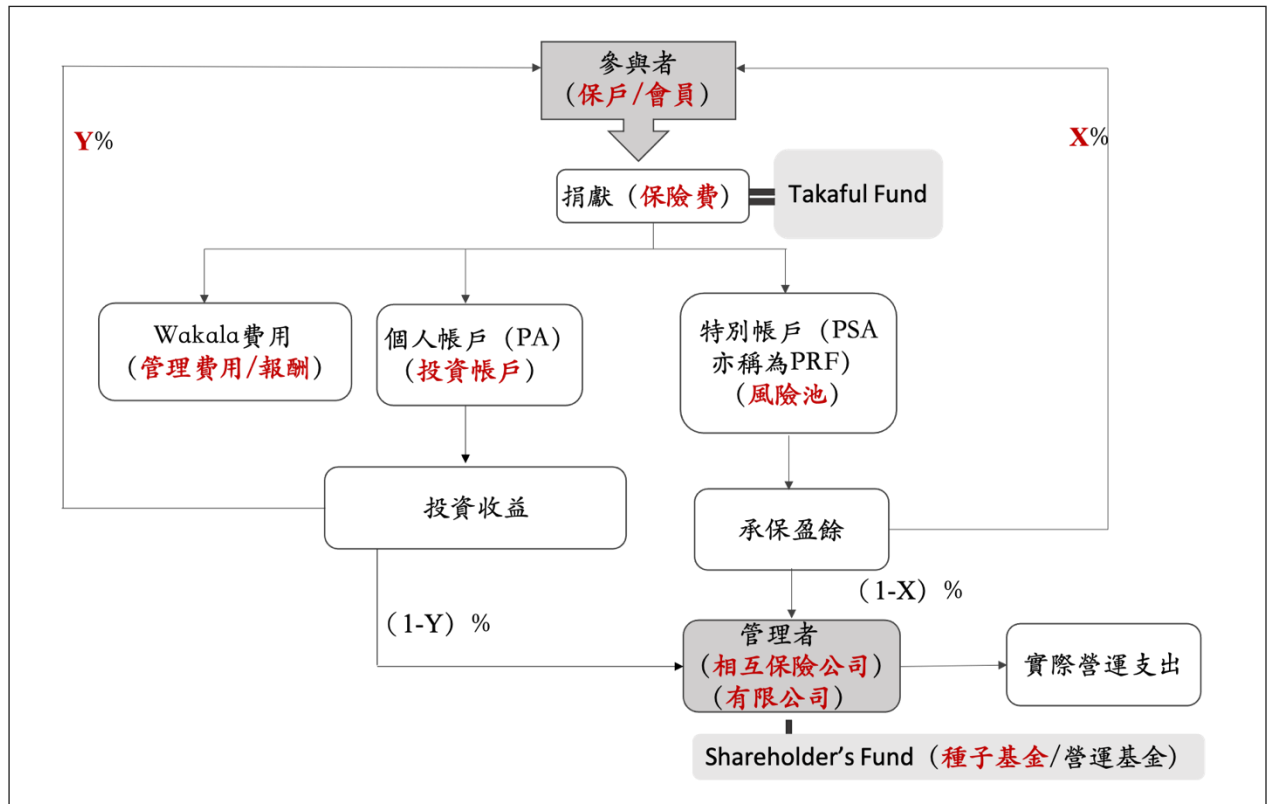 參與者
(保戶/會員)
Y%
X%
捐獻（保險費）
Takaful Fund
Wakala費用
(管理費用/報酬)
個人帳戶（PA）
(投資帳戶)
特別帳戶（PSA
亦稱為PRF）
(風險池)
投資收益
承保盈餘
（1-Y）%
（1-X）%
管理者
(相互保險公司)
(有限公司)
實際營運支出
Shareholder’s Fund（種子基金/營運基金）